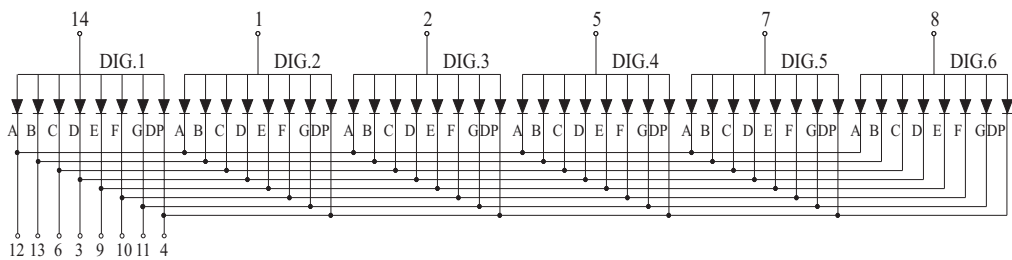 14 1 2 5 7 8
DIG.1 DIG.2 DIG.3 DIG.4 DIG.5 DIG.6
A B C D E F G DP A B C D E F G DP A B C D E F G DP A B C D E F G DP A B C D E F G DP A B C D E F G DP
12 13 6 3 9 10 11 4